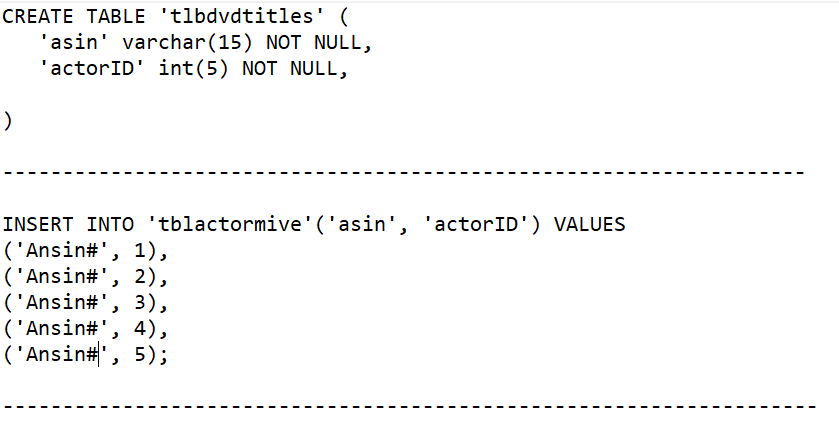 CREATE TABLE 'tlbdvdtitles' (
   'asin' varchar(15) NOT NULL,
   'actorID' int(5) NOT NULL,
)
-------------------------------------------------------------------
INSERT INTO 'tblactormive'('asin', 'actorID') VALUES
('Ansin#', 1),
('Ansin#', 2),
('Ansin#', 3),
('Ansin#', 4),
('Ansin#', 5);
--------------------------------------------------------------------